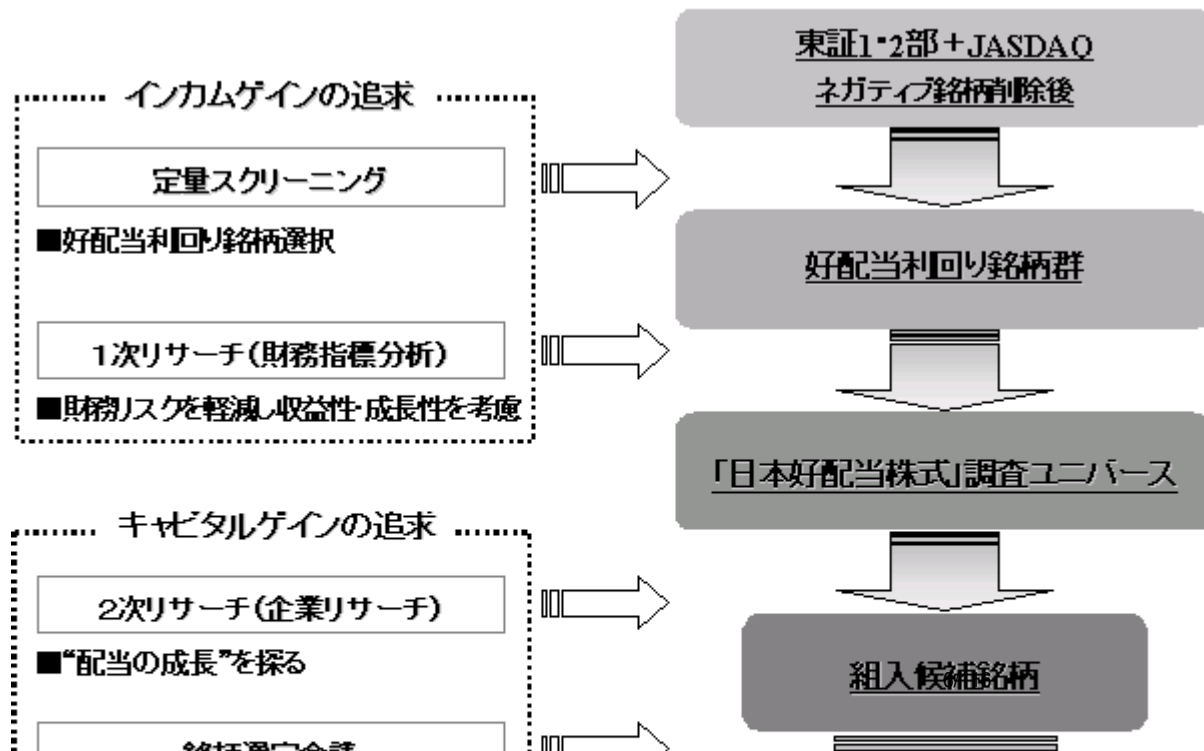 東証1・2部+JASDAQ
ネガティブ銘柄削除後
インカムゲインの追求
定量スクリーニング
■好配当利回り銘柄選択
好配当利回り銘柄群
1次リサーチ(財務指標分析)
■財務リスクを軽減し収益性・成長性を考慮
「日本好配当株式」調査ユニバース
キャピタルゲインの追求
2次リサーチ(企業リサーチ)
■“配当の成長”を探る
組入候補銘柄